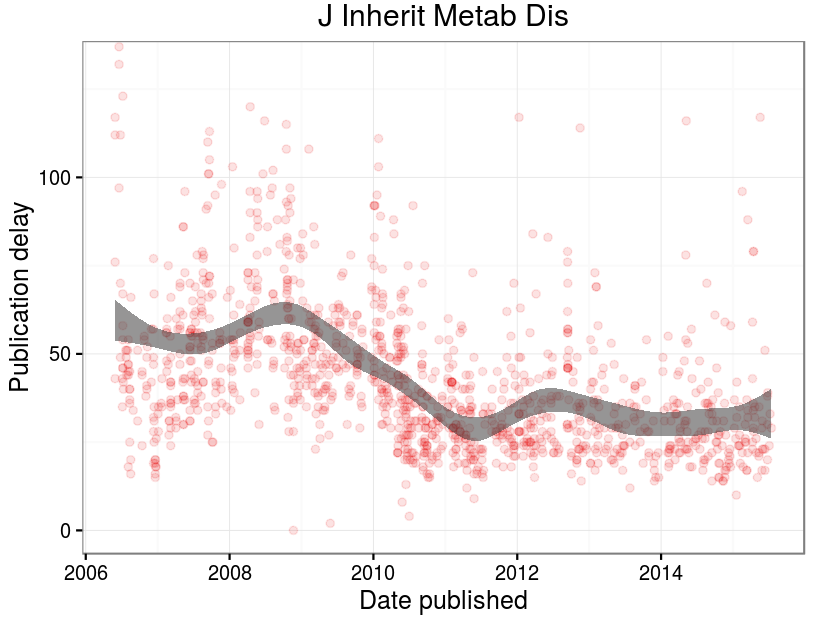 J Inherit Metab Dis
Publication delay
100
50
0
2006 2008 2010 2012 2014
Date published